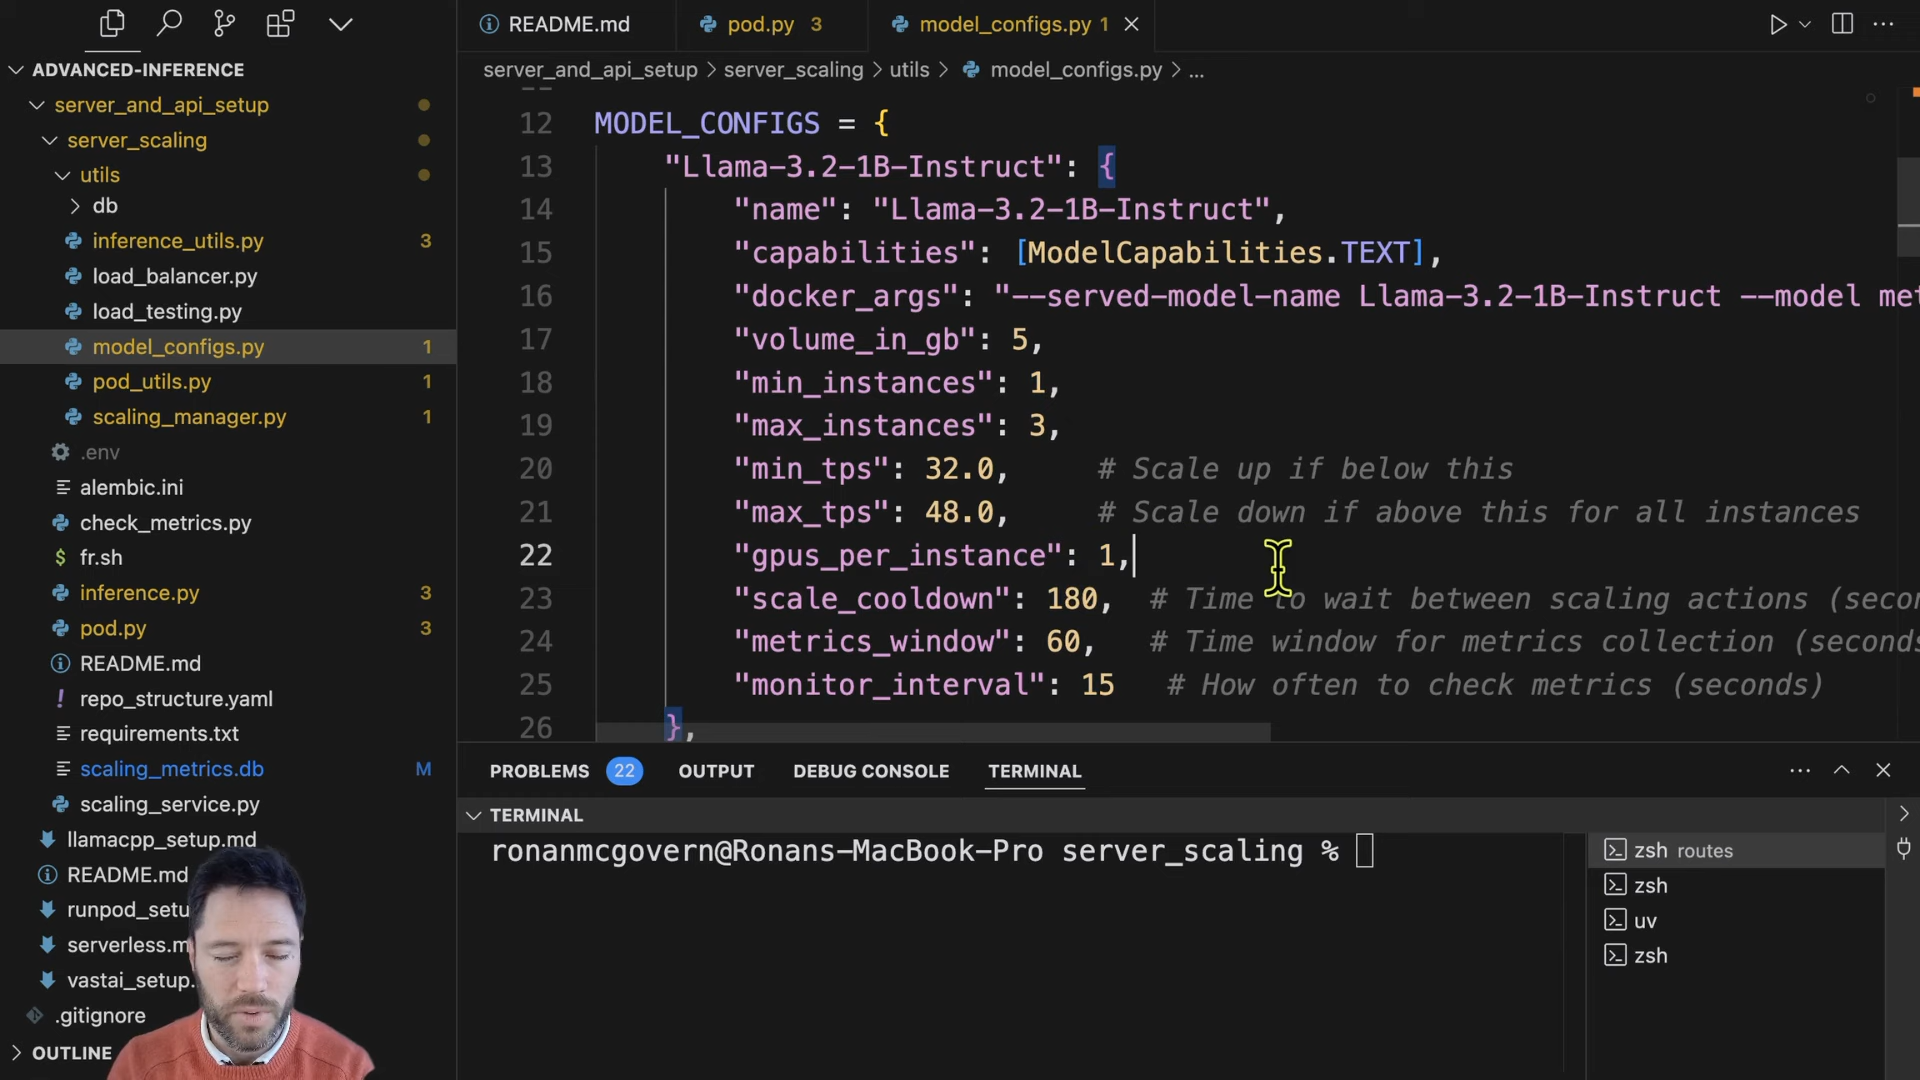 README.md
pod.py 3
model_configs.py 1
ADVANCED-INFERENCE
server_and_api_setup
server_scaling
utils
db
inference_utils.py 3
load_balancer.py
load_testing.py
model_configs.py 1
pod_utils.py 1
scaling_manager.py 1
.env
alembic.ini
check_metrics.py
$ fr.sh
inference.py 3
pod.py 3
README.md
! repo_structure.yaml
requirements.txt
scaling_metrics.db M
scaling_service.py
llamacpp_setup.md
README.md
runpod_setu
serverless.m
vastai_setup.
.gitignore
OUTLINE
server_and_api_setup > server_scaling > utils > model_configs.py > ...
12 MODEL_CONFIGS = {
13 "Llama-3.2-1B-Instruct": {
14 "name": "Llama-3.2-1B-Instruct",
15 "capabilities": [ModelCapabilities.TEXT],
16 "docker_args": "--served-model-name Llama-3.2-1B-Instruct --model met
17 "volume_in_gb": 5,
18 "min_instances": 1,
19 "max_instances": 3,
20 "min_tps": 32.0, # Scale up if below this
21 "max_tps": 48.0, # Scale down if above this for all instances
22 "gpus_per_instance": 1,
23 "scale_cooldown": 180, # Time to wait between scaling actions (secon
24 "metrics_window": 60, # Time window for metrics collection (seconds
25 "monitor_interval": 15 # How often to check metrics (seconds)
26 },
PROBLEMS 22 OUTPUT DEBUG CONSOLE TERMINAL
TERMINAL
ronanmcgovern@Ronans-MacBook-Pro server_scaling %
zsh routes
zsh
uv
zsh